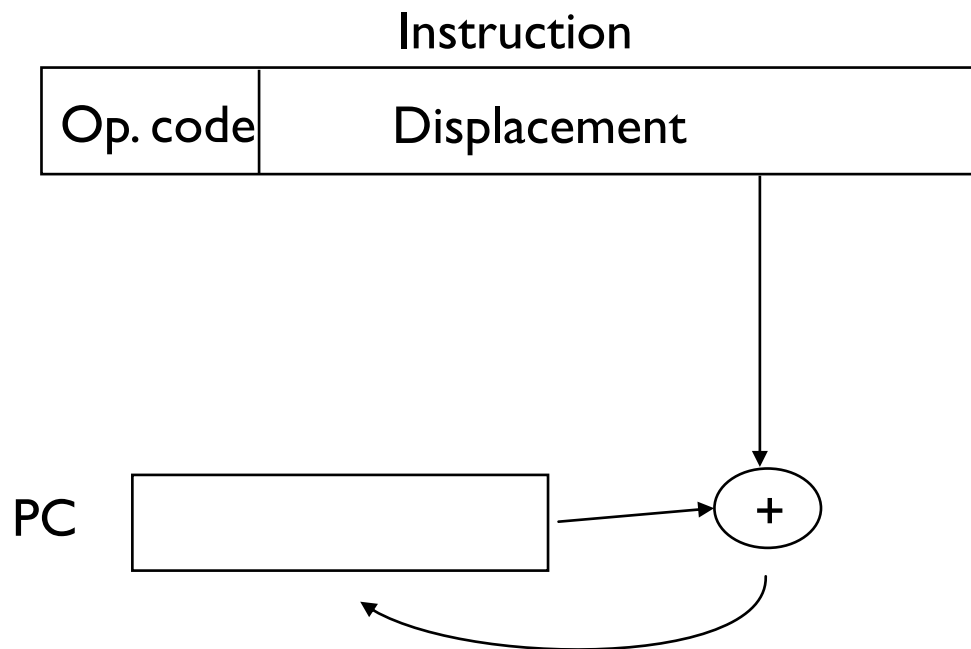 Instruction
Op. code Displacement
PC +